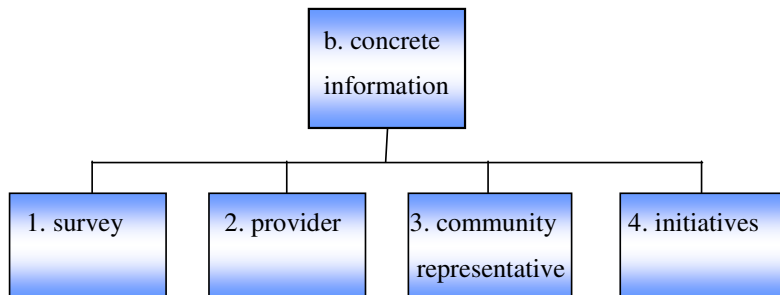 b. concrete
information
1. survey
2. provider
3. community
representative
4. initiatives